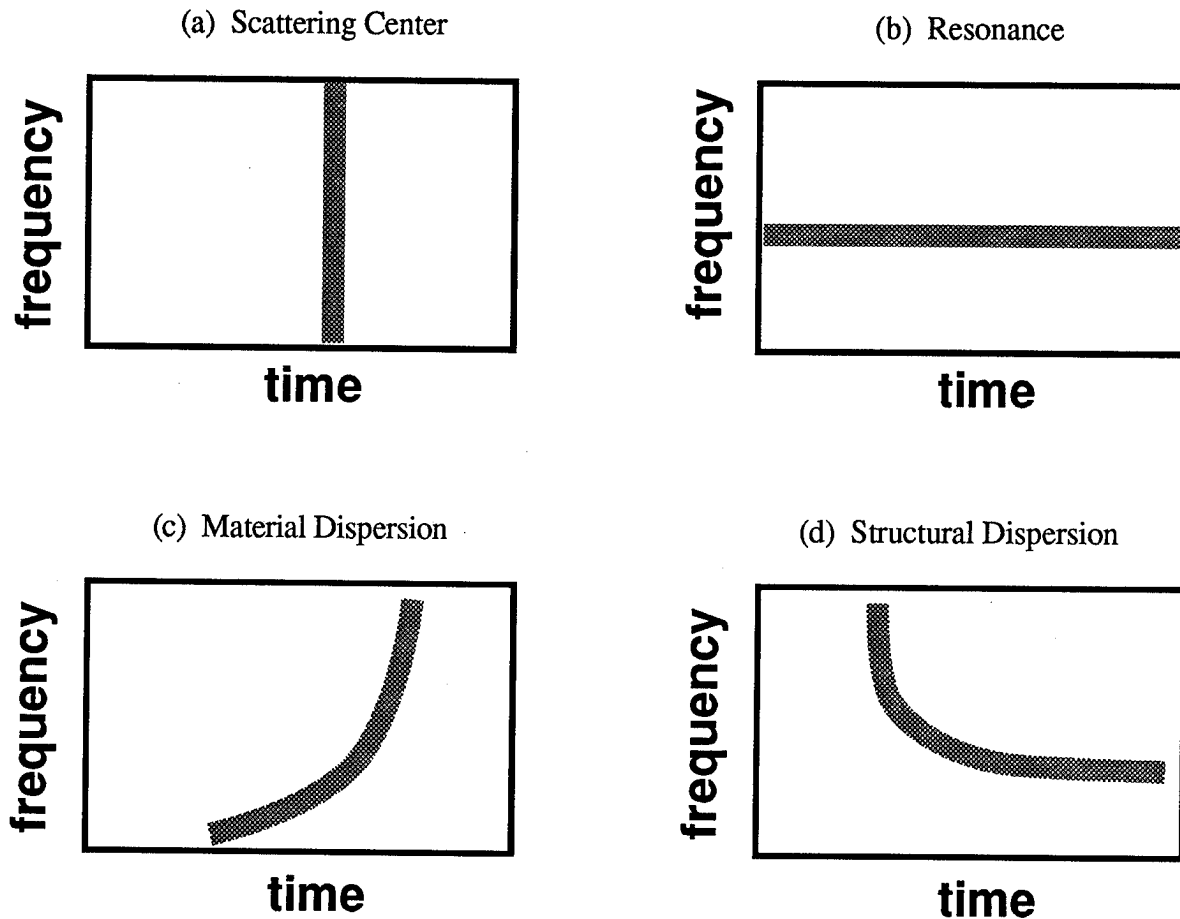 (a) Scattering Center
frequency
time
(b) Resonance
frequency
time
(c) Material Dispersion
frequency
time
(d) Structural Dispersion
frequency
time